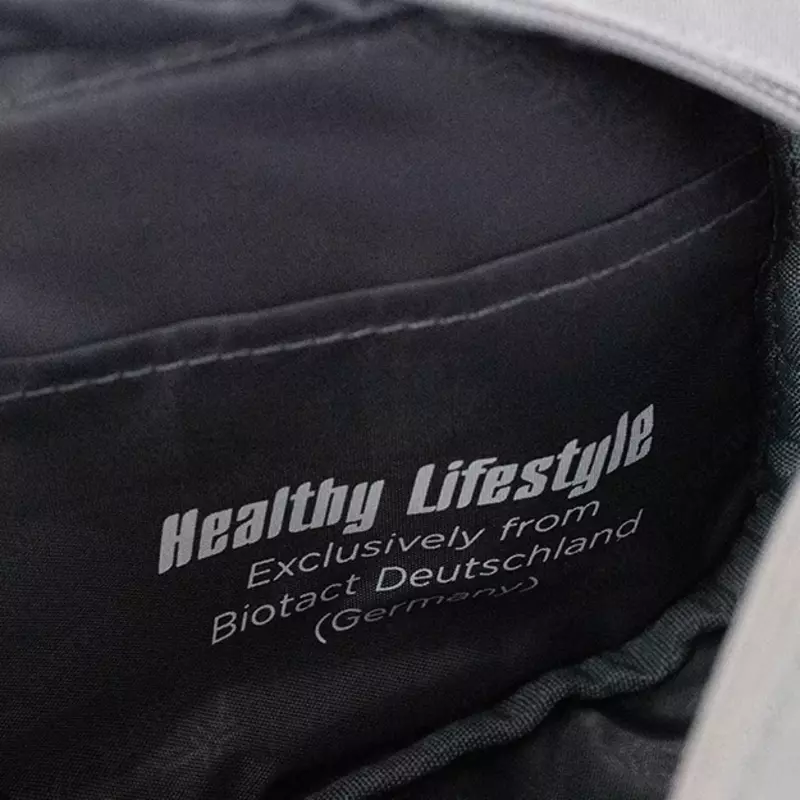 Healthy Lifestyle
Exclusively from
Biotact Deutschland
(Germany)